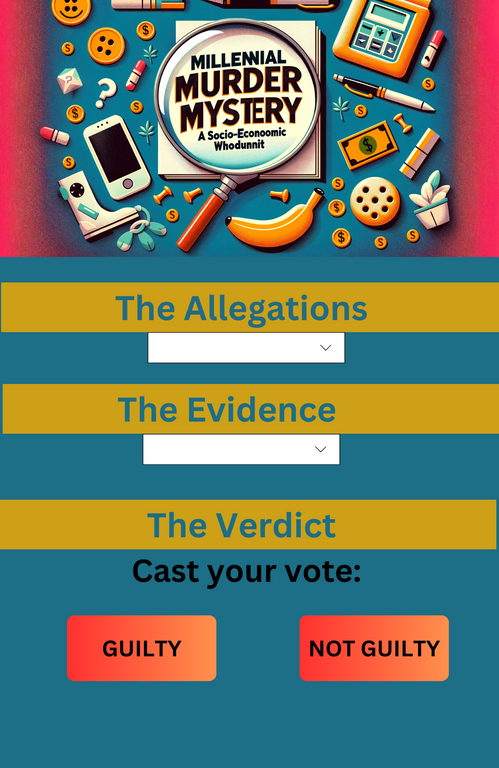 MILLENNIAL
MURDER
MYSTERY
A Socio-Economic
Whodunnit
The Allegations
The Evidence
The Verdict
Cast your vote:
GUILTY
NOT GUILTY